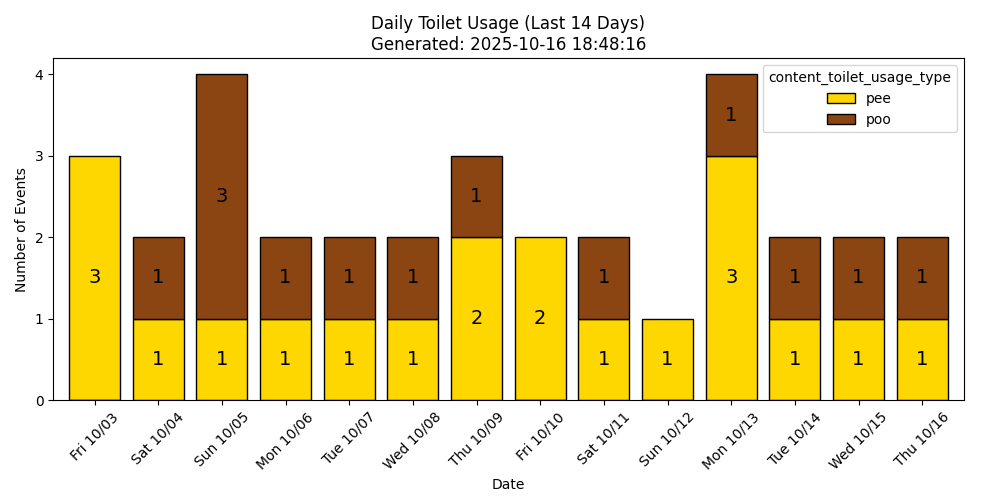 Daily Toilet Usage (Last 14 Days)
Generated: 2025-10-16 18:48:16
content_toilet_usage_type
pee
poo
Number of Events
4
3
2
1
0
3
1
1
3
1
1
1
1
1
1
1
1
2
2
1
1
1
1
3
1
1
1
1
1
1
Fri 10/03
Sat 10/04
Sun 10/05
Mon 10/06
Tue 10/07
Wed 10/08
Thu 10/09
Fri 10/10
Sat 10/11
Sun 10/12
Mon 10/13
Tue 10/14
Wed 10/15
Thu 10/16
Date